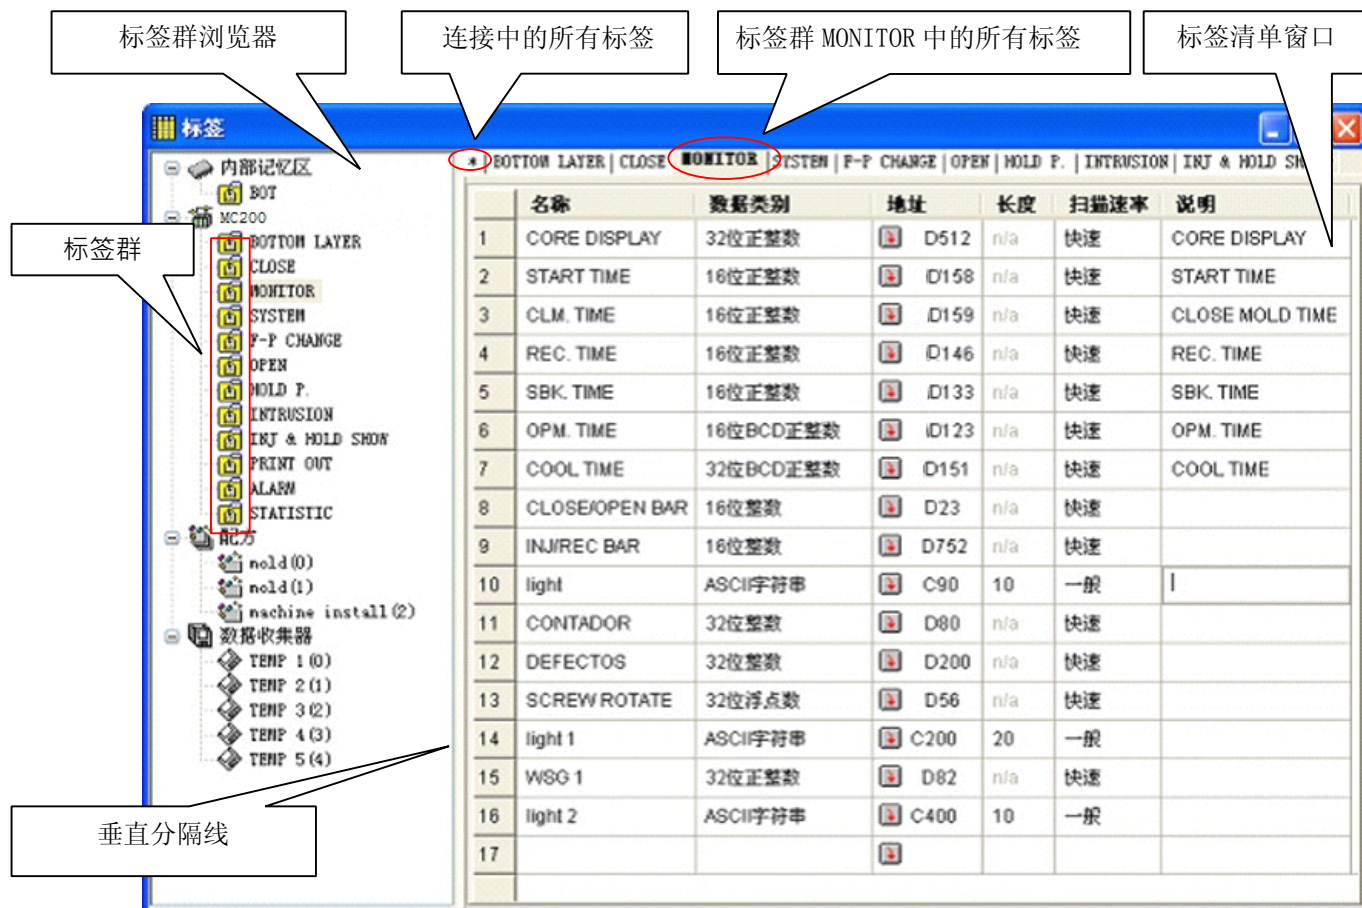 标签群浏览器
连接中的所有标签
标签群 MONITOR 中的所有标签
标签清单窗口
标签
* | BOTTOM LAYER | CLOSE | MONITOR | SYSTEM | F-P CHANGE | OPEN | HOLD P. | INTRUSION | INJ & HOLD SH
内部记忆区
BOT
MC200
BOTTOM LAYER
CLOSE
MONITOR
SYSTEM
F-P CHANGE
OPEN
HOLD P.
INTRUSION
INJ & HOLD SHOW
PRINT OUT
ALARM
STATISTIC
配方
mold(0)
mold(1)
machine install(2)
数据收集器
TEMP 1(0)
TEMP 2(1)
TEMP 3(2)
TEMP 4(3)
TEMP 5(4)
标签群
垂直分隔线
名称 数据类别 地址 长度 扫描速率 说明
1 CORE DISPLAY 32位正整数 D512 n/a 快速 CORE DISPLAY
2 START TIME 16位正整数 D158 n/a 快速 START TIME
3 CLM. TIME 16位正整数 D159 n/a 快速 CLOSE MOLD TIME
4 REC. TIME 16位正整数 D146 n/a 快速 REC. TIME
5 SBK. TIME 16位正整数 D133 n/a 快速 SBK. TIME
6 OPM. TIME 16位BCD正整数 D123 n/a 快速 OPM. TIME
7 COOL TIME 32位BCD正整数 D151 n/a 快速 COOL TIME
8 CLOSE/OPEN BAR 16位整数 D23 n/a 快速
9 INJ/REC BAR 16位整数 D752 n/a 快速
10 light ASCII字符串 C90 10 一般
11 CONTADOR 32位整数 D80 n/a 快速
12 DEFECTOS 32位整数 D200 n/a 快速
13 SCREW ROTATE 32位浮点数 D56 n/a 快速
14 light 1 ASCII字符串 C200 20 一般
15 WSG 1 32位正整数 D82 n/a 快速
16 light 2 ASCII字符串 C400 10 一般
17